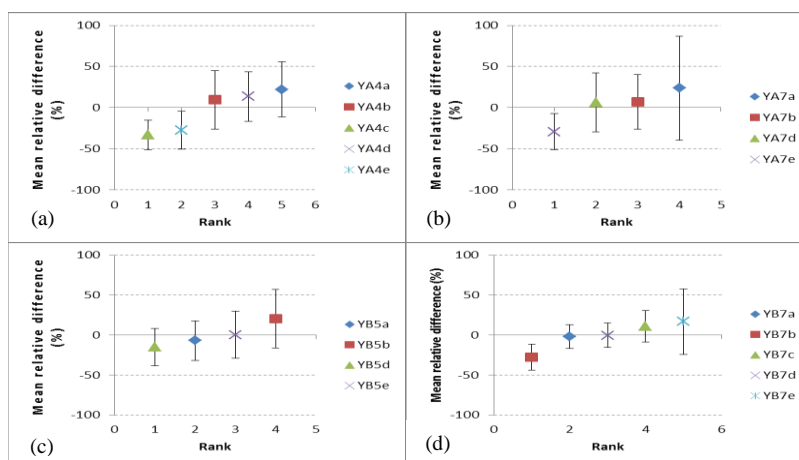 Mean relative difference
(%)
100
50
0
-50
-100
0 1 2 3 4 5 6
Rank
YA4a
YA4b
YA4c
YA4d
YA4e
(a)
Mean relative difference
(%)
100
50
0
-50
-100
0 1 2 3 4 5
Rank
YA7a
YA7b
YA7d
YA7e
(b)
Mean relative difference
(%)
100
50
0
-50
-100
0 1 2 3 4 5
Rank
YB5a
YB5b
YB5d
YB5e
(c)
Mean relative difference(%)
100
50
0
-50
-100
0 2 4 6
Rank
YB7a
YB7b
YB7c
YB7d
YB7e
(d)